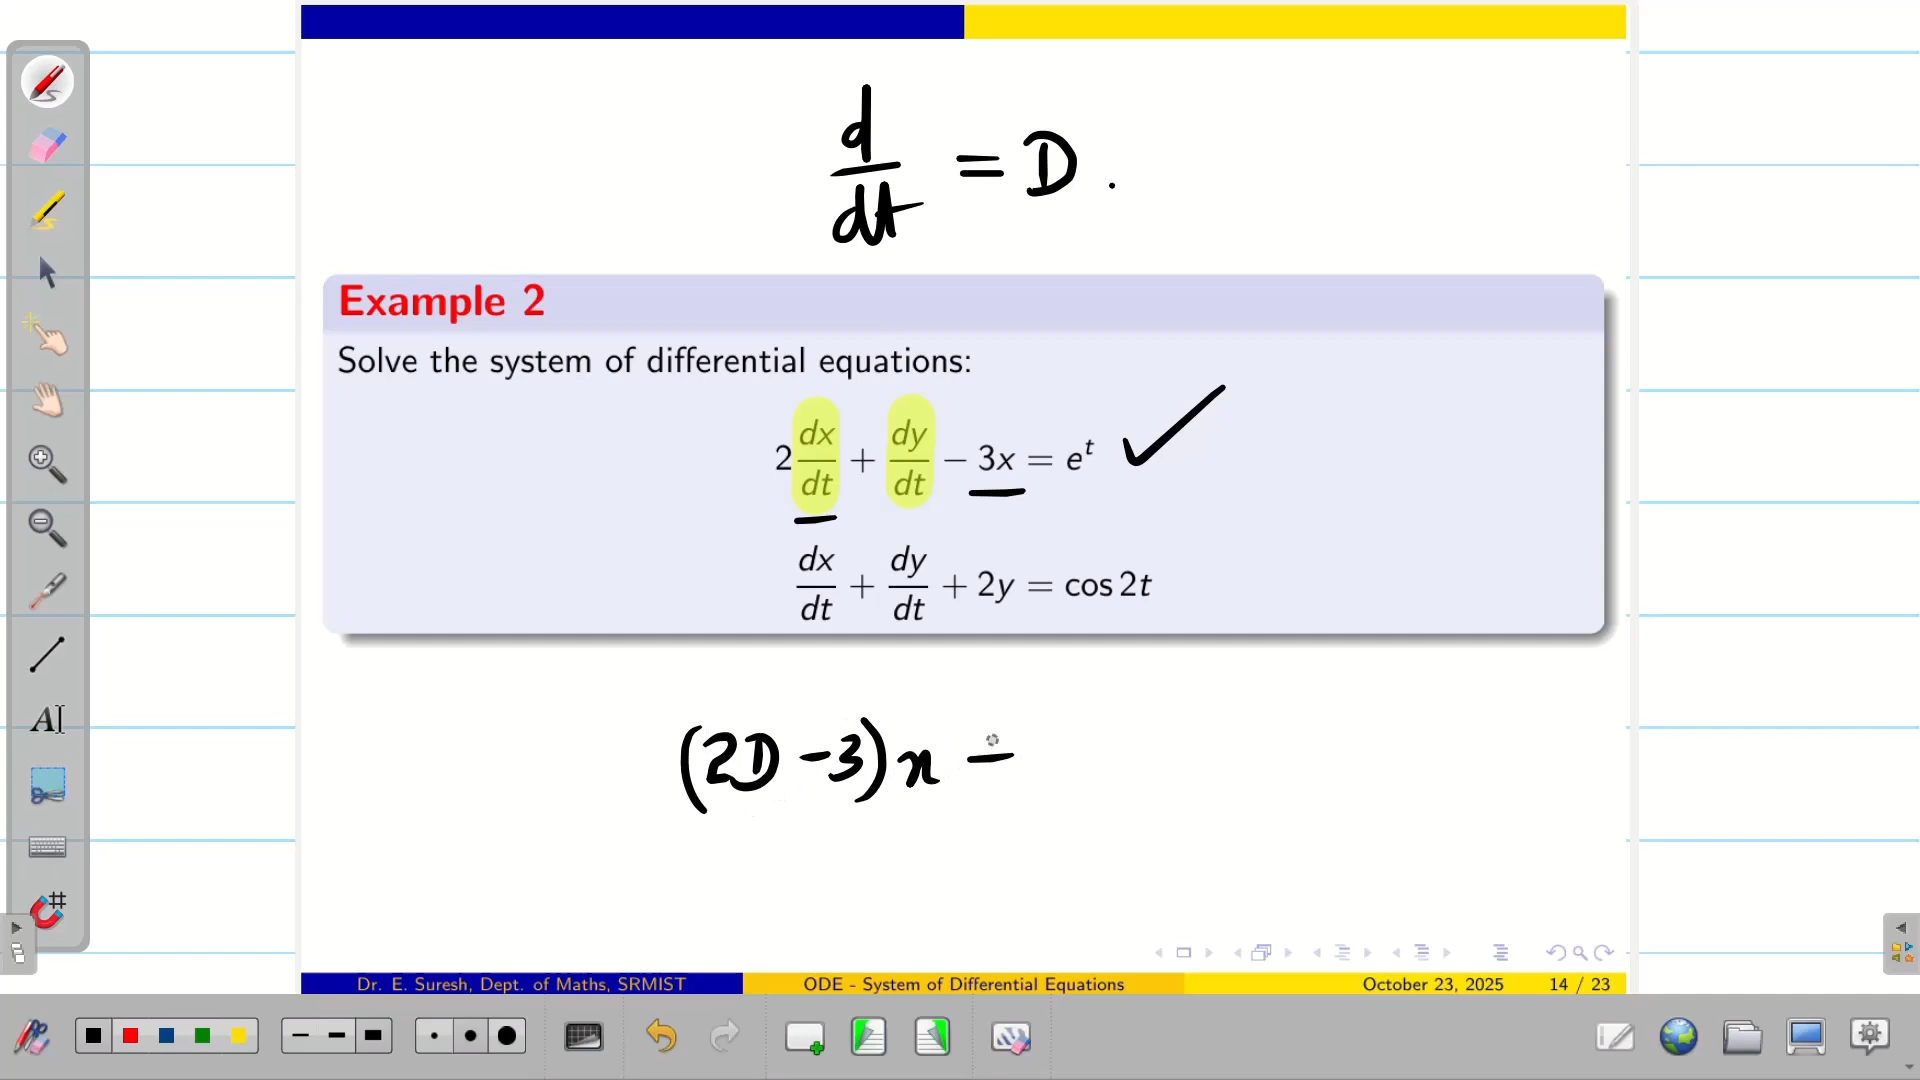 d/dt = D .
Example 2
Solve the system of differential equations:
2 dx/dt + dy/dt − 3x = e^t
dx/dt + dy/dt + 2y = cos 2t
(2D − 3)x −
Dr. E. Suresh, Dept. of Maths, SRMIST ODE - System of Differential Equations October 23, 2025 14 / 23